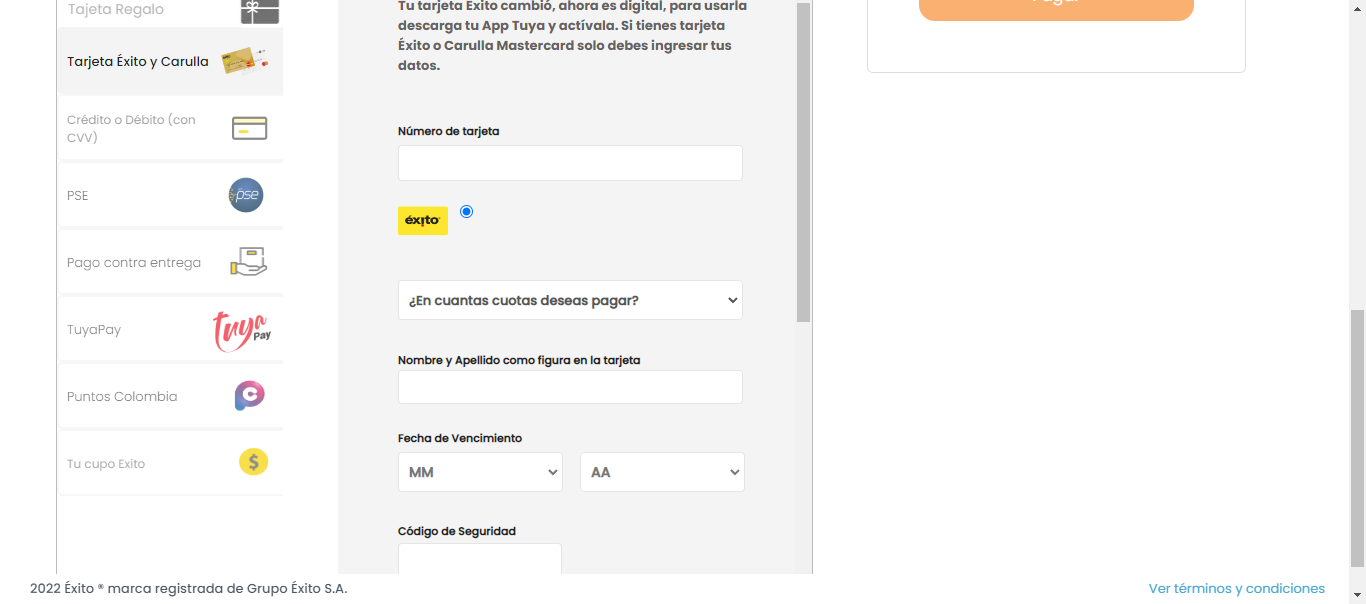 Tajeta Regalo
Tarjeta Éxito y Carulla
Crédito o Débito (con
CVV)
PSE
pse
Pago contra entrega
TuyaPay
tuya
Pay
Puntos Colombia
Tu cupo Exito
$
Tu tarjeta Éxito cambió, ahora es digital, para usarla
descarga tu App Tuya y actívala. Si tienes tarjeta
Éxito o Carulla Mastercard solo debes ingresar tus
datos.
Número de tarjeta
éxito
¿En cuantas cuotas deseas pagar?
Nombre y Apellido como figura en la tarjeta
Fecha de Vencimiento
MM
AA
Código de Seguridad
Pagar
2022 Éxito ® marca registrada de Grupo Éxito S.A.
Ver términos y condiciones